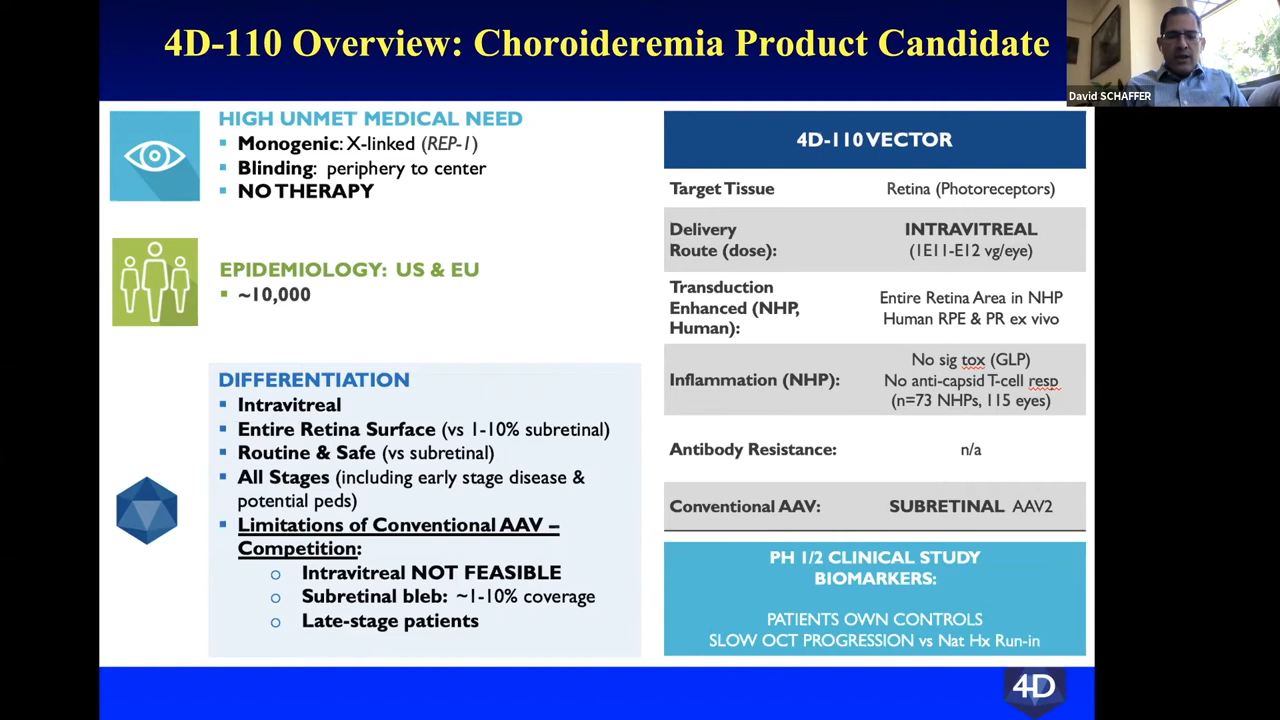 4D-110 Overview: Choroideremia Product Candidate
David SCHAFFER
HIGH UNMET MEDICAL NEED
▪ Monogenic: X-linked (REP-1)
▪ Blinding: periphery to center
▪ NO THERAPY
EPIDEMIOLOGY: US & EU
▪ ~10,000
DIFFERENTIATION
▪ Intravitreal
▪ Entire Retina Surface (vs 1-10% subretinal)
▪ Routine & Safe (vs subretinal)
▪ All Stages (including early stage disease &
potential peds)
▪ Limitations of Conventional AAV –
Competition:
o Intravitreal NOT FEASIBLE
o Subretinal bleb: ~1-10% coverage
o Late-stage patients
4D-110 VECTOR
Target Tissue
Retina (Photoreceptors)
Delivery
Route (dose):
INTRAVITREAL
(1E11-E12 vg/eye)
Transduction
Enhanced (NHP,
Human):
Entire Retina Area in NHP
Human RPE & PR ex vivo
Inflammation (NHP):
No sig tox (GLP)
No anti-capsid T-cell resp
(n=73 NHPs, 115 eyes)
Antibody Resistance:
n/a
Conventional AAV:
SUBRETINAL AAV2
PH 1/2 CLINICAL STUDY
BIOMARKERS:
PATIENTS OWN CONTROLS
SLOW OCT PROGRESSION vs Nat Hx Run-in
4D